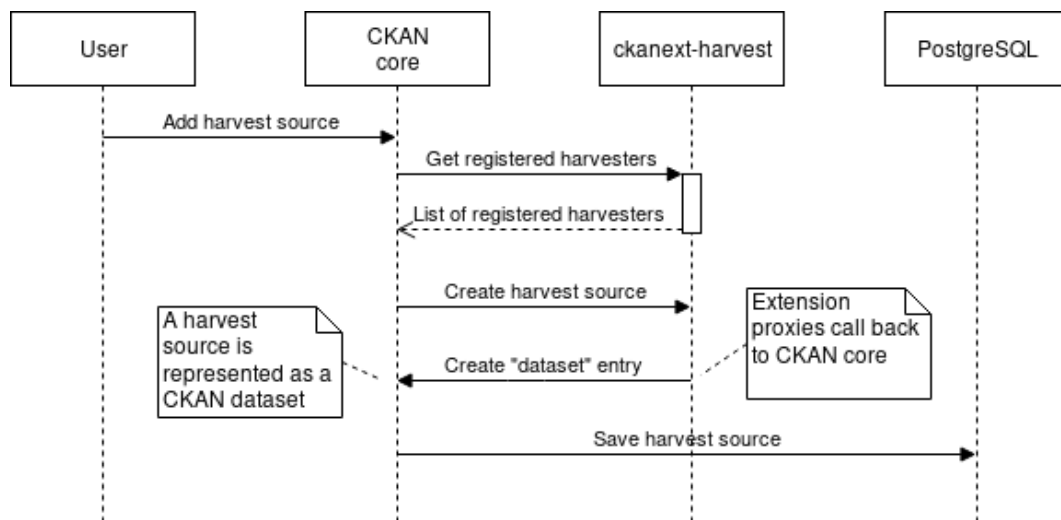 User
CKAN
core
ckanext-harvest
PostgreSQL
Add harvest source
Get registered harvesters
List of registered harvesters
Create harvest source
A harvest
source is
represented as a
CKAN dataset
Extension
proxies call back
to CKAN core
Create "dataset" entry
Save harvest source